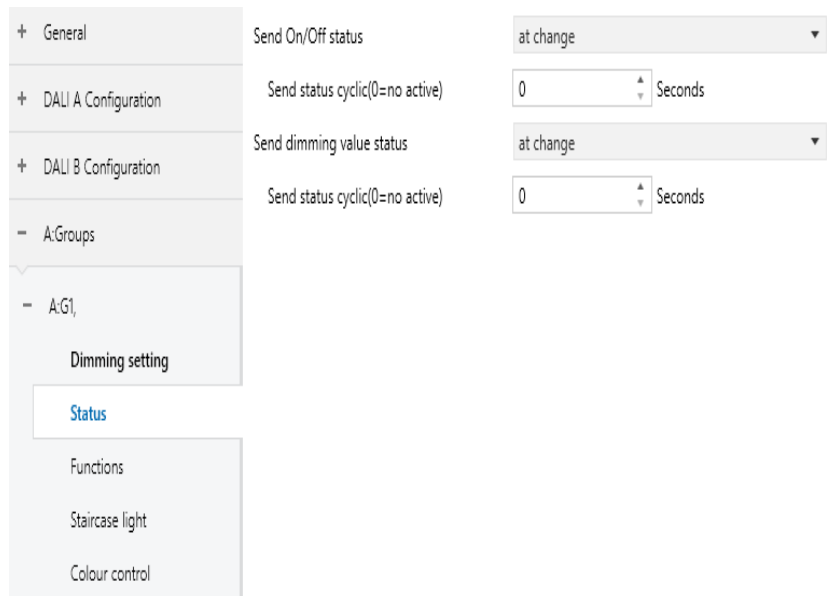 + General
+ DALI A Configuration
+ DALI B Configuration
− A:Groups
− A:G1,
Dimming setting
Status
Functions
Staircase light
Colour control
Send On/Off status at change
Send status cyclic(0=no active) 0 Seconds
Send dimming value status at change
Send status cyclic(0=no active) 0 Seconds